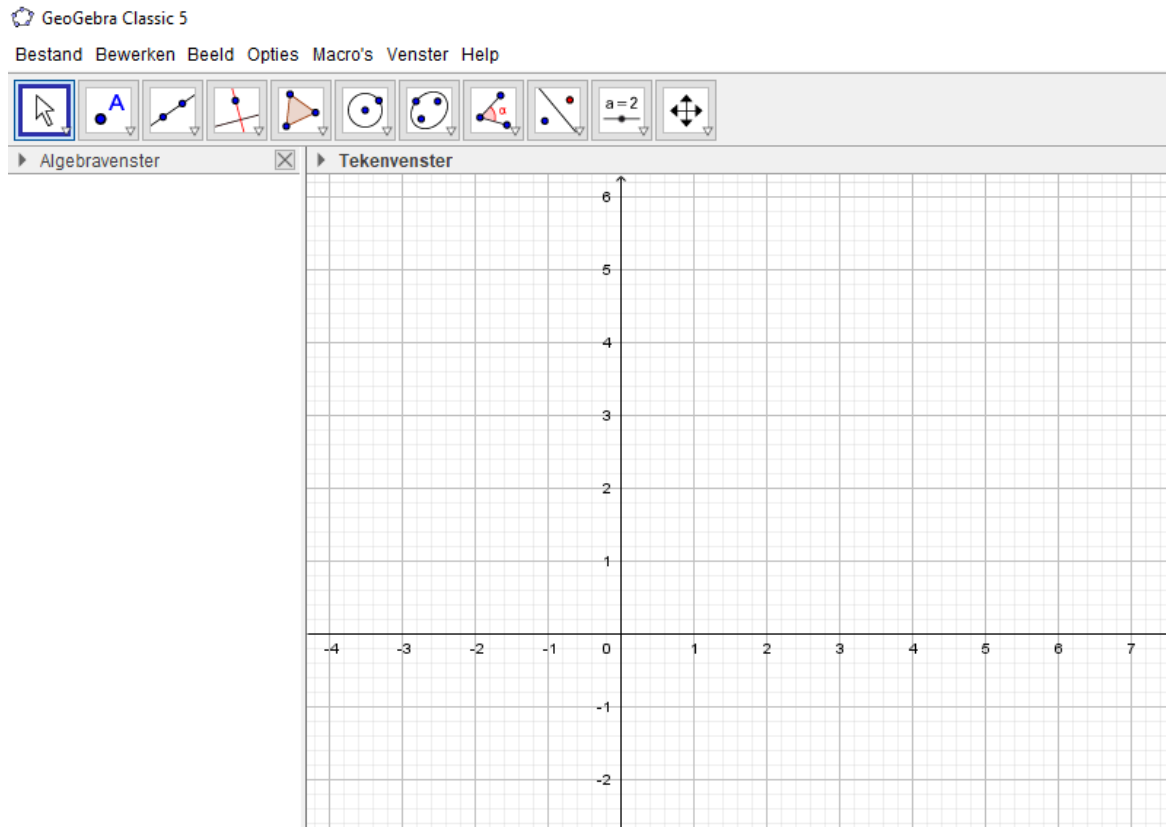 GeoGebra Classic 5
Bestand Bewerken Beeld Opties Macro's Venster Help
A α a=2
Algebravenster Tekenvenster
6
5
4
3
2
1
-4 -3 -2 -1 0 1 2 3 4 5 6 7
-1
-2